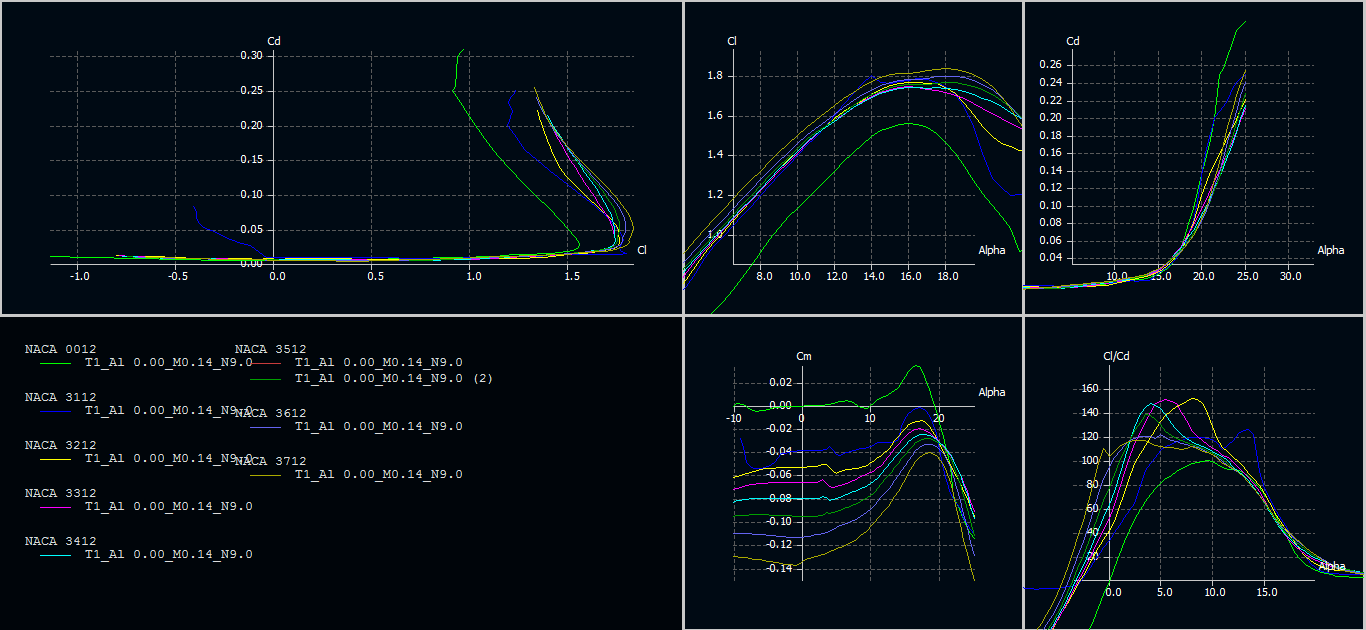 Cd
0.30
0.25
0.20
0.15
0.10
0.05
0.00
Cl
-1.0
-0.5
0.0
0.5
1.0
1.5
Cl
1.8
1.6
1.4
1.2
1.0
Alpha
8.0
10.0
12.0
14.0
16.0
18.0
Cd
0.26
0.24
0.22
0.20
0.18
0.16
0.14
0.12
0.10
0.08
0.06
0.04
Alpha
10.0
15.0
20.0
25.0
30.0
NACA 0012
T1_Al 0.00_M0.14_N9.0
NACA 3112
T1_Al 0.00_M0.14_N9.0
NACA 3212
T1_Al 0.00_M0.14_N9.0
NACA 3312
T1_Al 0.00_M0.14_N9.0
NACA 3412
T1_Al 0.00_M0.14_N9.0
NACA 3512
T1_Al 0.00_M0.14_N9.0
T1_Al 0.00_M0.14_N9.0 (2)
NACA 3612
T1_Al 0.00_M0.14_N9.0
NACA 3712
T1_Al 0.00_M0.14_N9.0
Cm
0.02
0.00
-0.02
-0.04
-0.06
-0.08
-0.10
-0.12
-0.14
Alpha
-10
0
10
20
Cl/Cd
160
140
120
100
80
60
40
20
Alpha
0.0
5.0
10.0
15.0